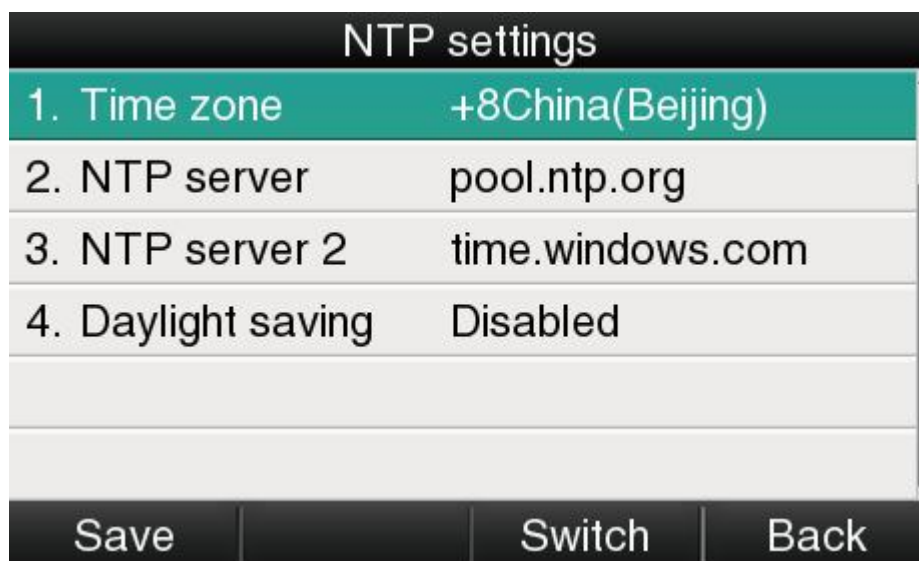 NTP settings
1. Time zone +8China(Beijing)
2. NTP server pool.ntp.org
3. NTP server 2 time.windows.com
4. Daylight saving Disabled
Save Switch Back